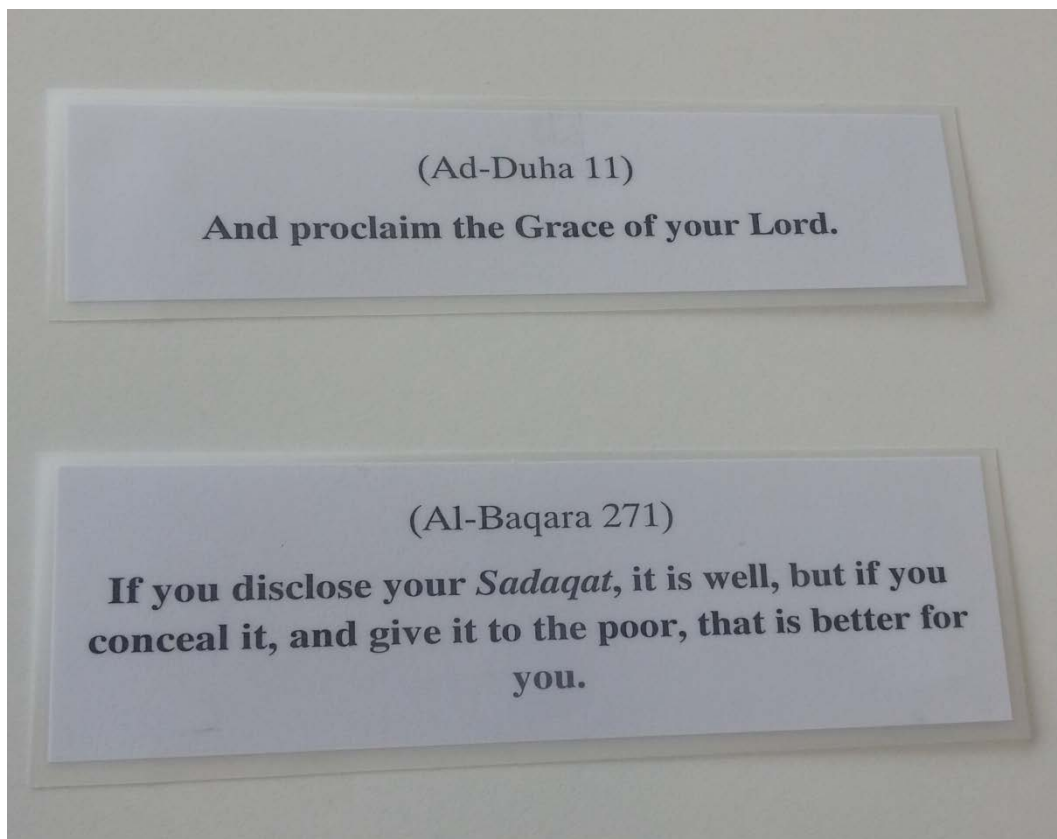 (Ad-Duha 11)
And proclaim the Grace of your Lord.
(Al-Baqara 271)
If you disclose your Sadaqat, it is well, but if you
conceal it, and give it to the poor, that is better for
you.